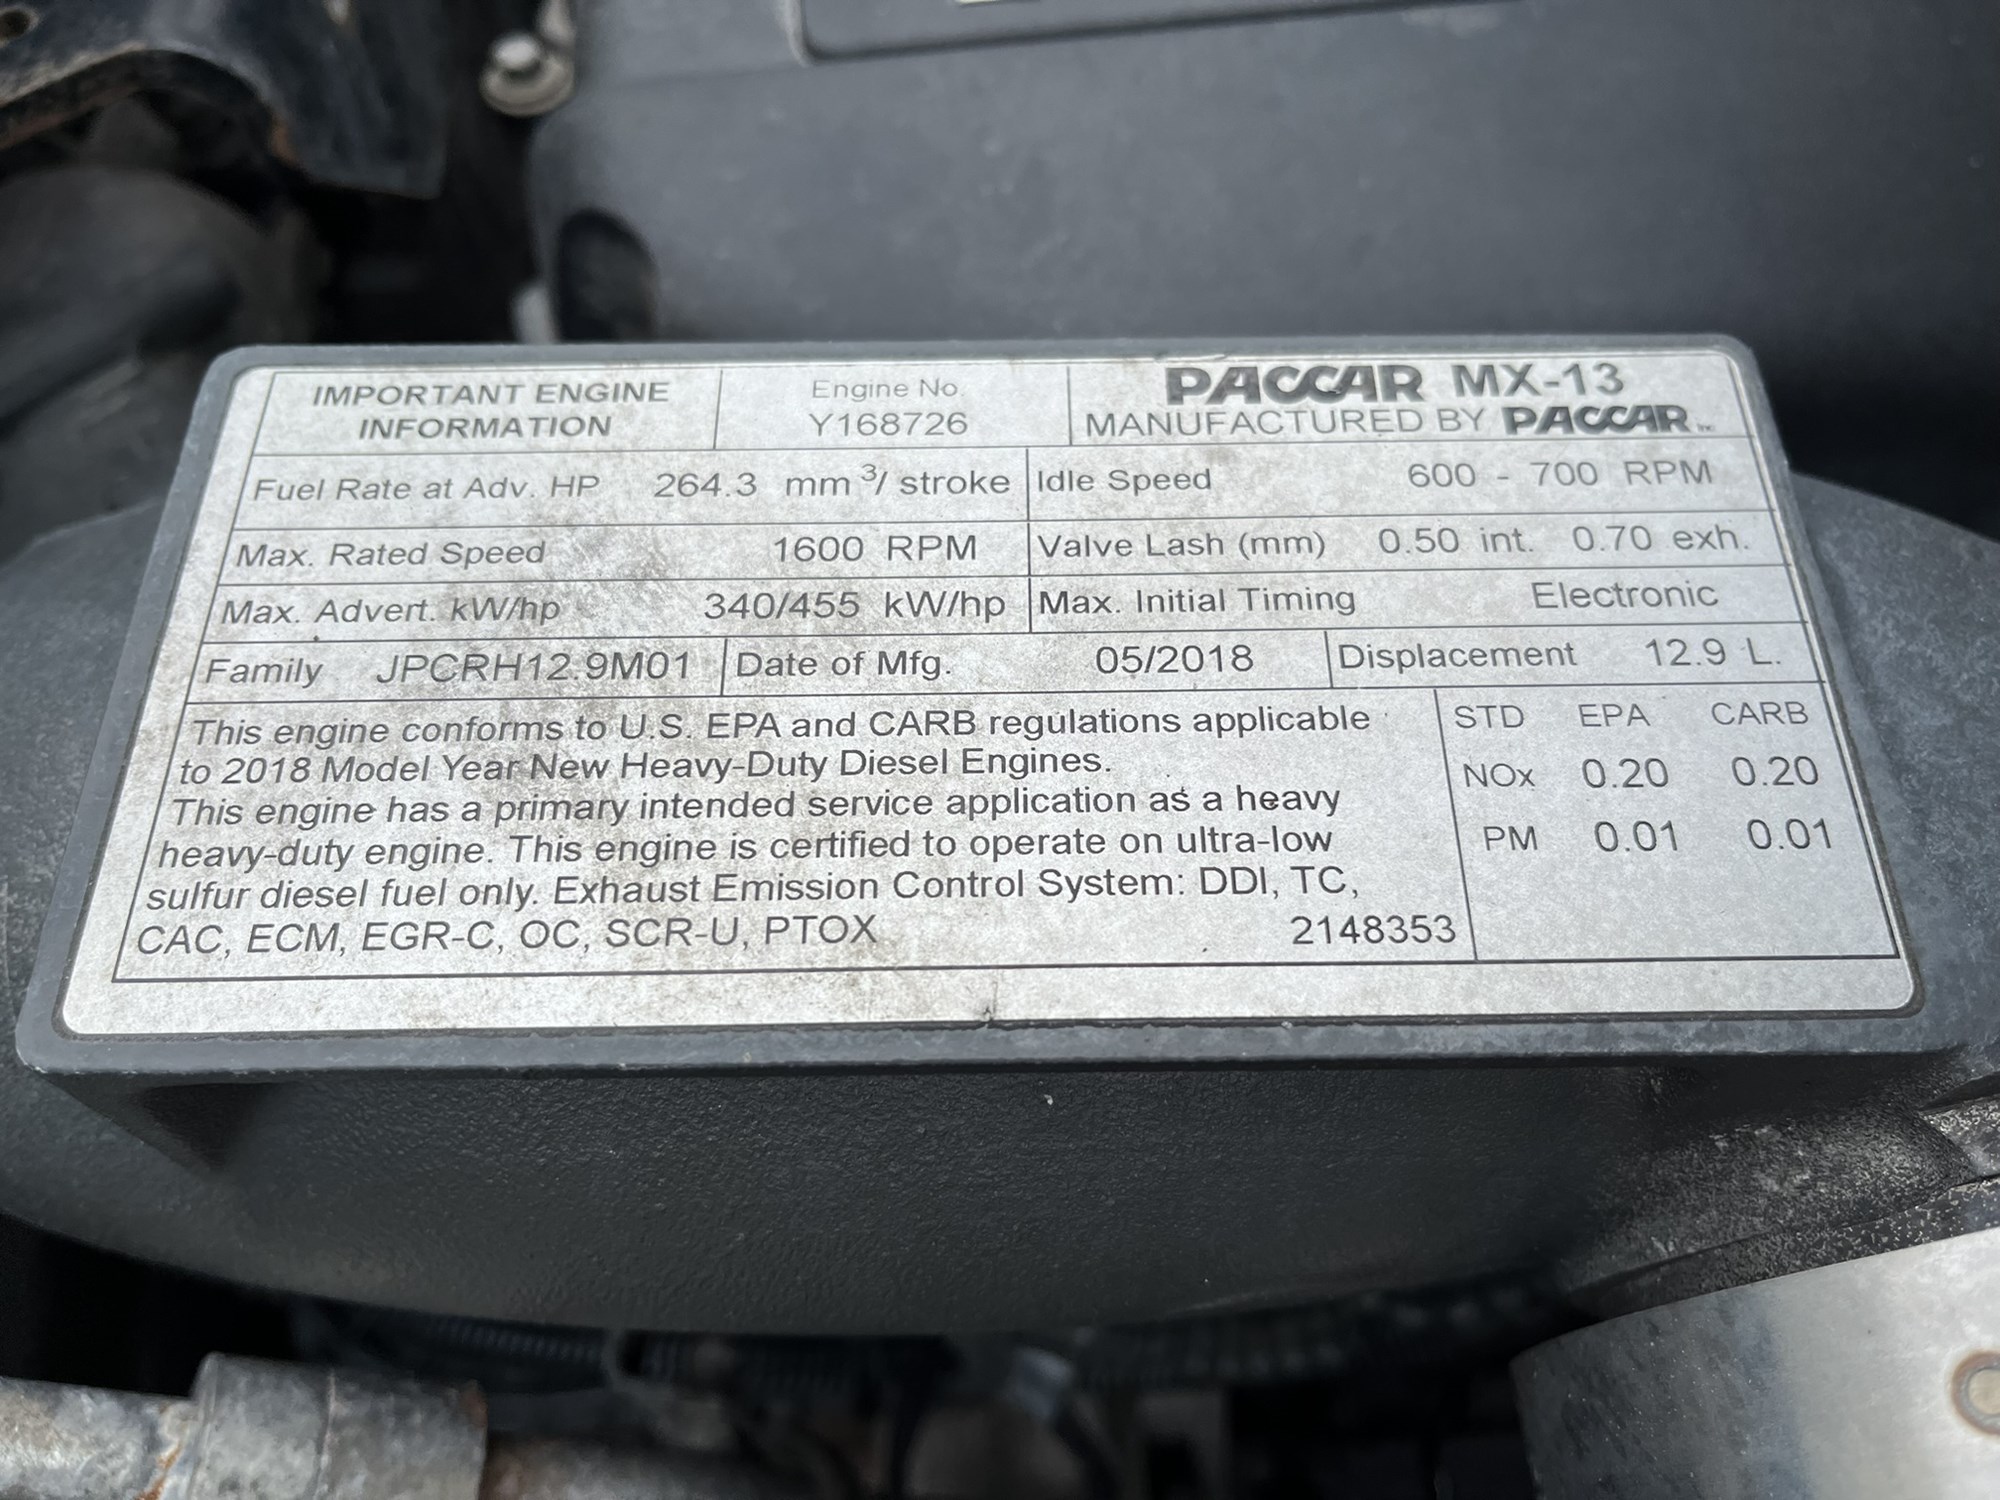 IMPORTANT ENGINE
INFORMATION
Engine No.
Y168726
PACCAR MX-13
MANUFACTURED BY PACCAR
Fuel Rate at Adv. HP 264.3 mm³/ stroke
Idle Speed 600 - 700 RPM
Max. Rated Speed 1600 RPM
Valve Lash (mm) 0.50 int. 0.70 exh.
Max. Advert. kW/hp 340/455 kW/hp
Max. Initial Timing Electronic
Family JPCRH12.9M01
Date of Mfg. 05/2018
Displacement 12.9 L.
This engine conforms to U.S. EPA and CARB regulations applicable
to 2018 Model Year New Heavy-Duty Diesel Engines.
This engine has a primary intended service application as a heavy
heavy-duty engine. This engine is certified to operate on ultra-low
sulfur diesel fuel only. Exhaust Emission Control System: DDI, TC,
CAC, ECM, EGR-C, OC, SCR-U, PTOX 2148353
STD EPA CARB
NOx 0.20 0.20
PM 0.01 0.01